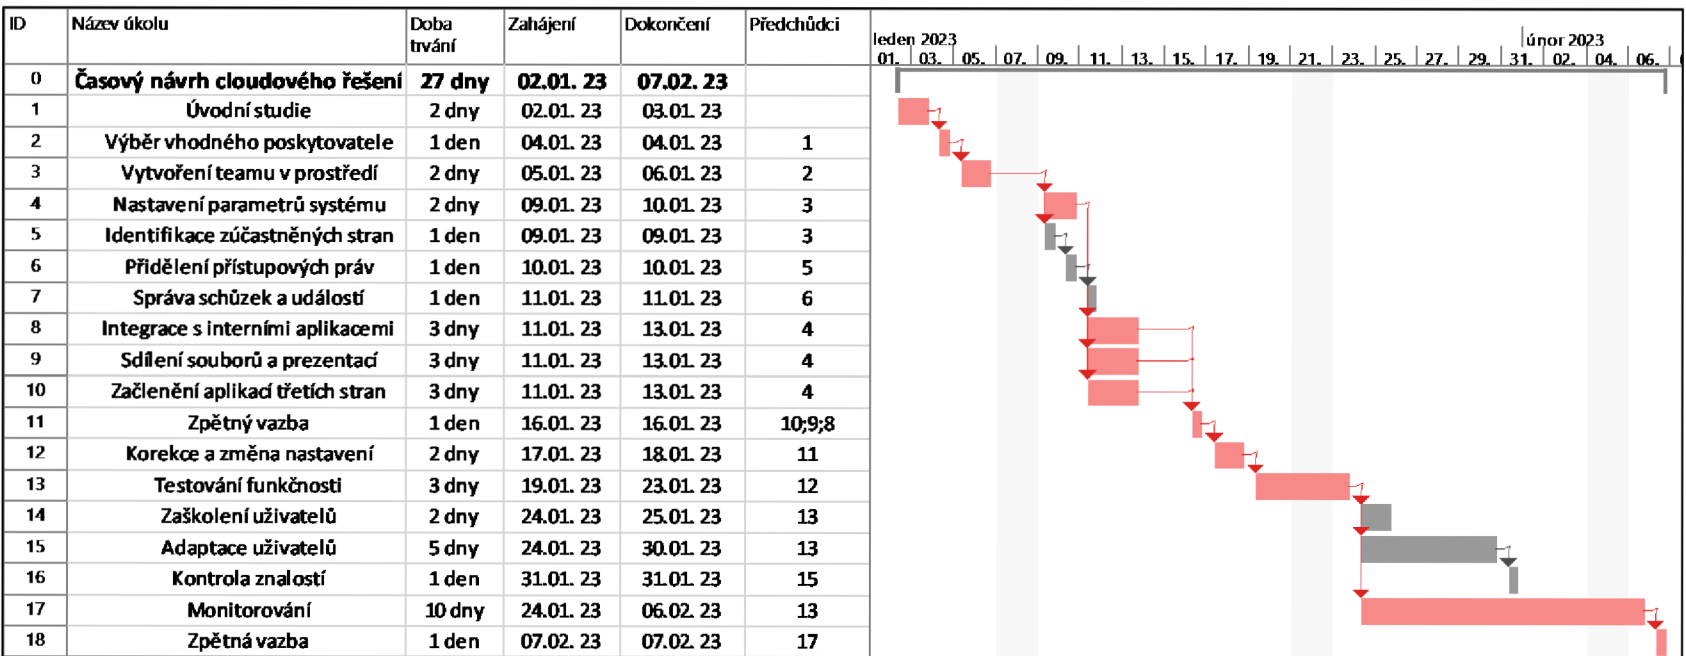 ID Název úkolu Doba trvání Zahájení Dokončení Předchůdci
leden 2023 únor 2023
01. 03. 05. 07. 09. 11. 13. 15. 17. 19. 21. 23. 25. 27. 29. 31. 02. 04. 06.
0 Časový návrh cloudového řešení 27 dny 02.01. 23 07.02. 23
1 Úvodní studie 2 dny 02.01. 23 03.01. 23
2 Výběr vhodného poskytovatele 1 den 04.01. 23 04.01. 23 1
3 Vytvoření teamu v prostředí 2 dny 05.01. 23 06.01. 23 2
4 Nastavení parametrů systému 2 dny 09.01. 23 10.01. 23 3
5 Identifikace zúčastněných stran 1 den 09.01. 23 09.01. 23 3
6 Přidělení přístupových práv 1 den 10.01. 23 10.01. 23 5
7 Správa schůzek a událostí 1 den 11.01. 23 11.01. 23 6
8 Integrace s interními aplikacemi 3 dny 11.01. 23 13.01. 23 4
9 Sdílení souborů a prezentací 3 dny 11.01. 23 13.01. 23 4
10 Začlenění aplikací třetích stran 3 dny 11.01. 23 13.01. 23 4
11 Zpětný vazba 1 den 16.01. 23 16.01. 23 10;9;8
12 Korekce a změna nastavení 2 dny 17.01. 23 18.01. 23 11
13 Testování funkčnosti 3 dny 19.01. 23 23.01. 23 12
14 Zaškolení uživatelů 2 dny 24.01. 23 25.01. 23 13
15 Adaptace uživatelů 5 dny 24.01. 23 30.01. 23 13
16 Kontrola znalostí 1 den 31.01. 23 31.01. 23 15
17 Monitorování 10 dny 24.01. 23 06.02. 23 13
18 Zpětná vazba 1 den 07.02. 23 07.02. 23 17